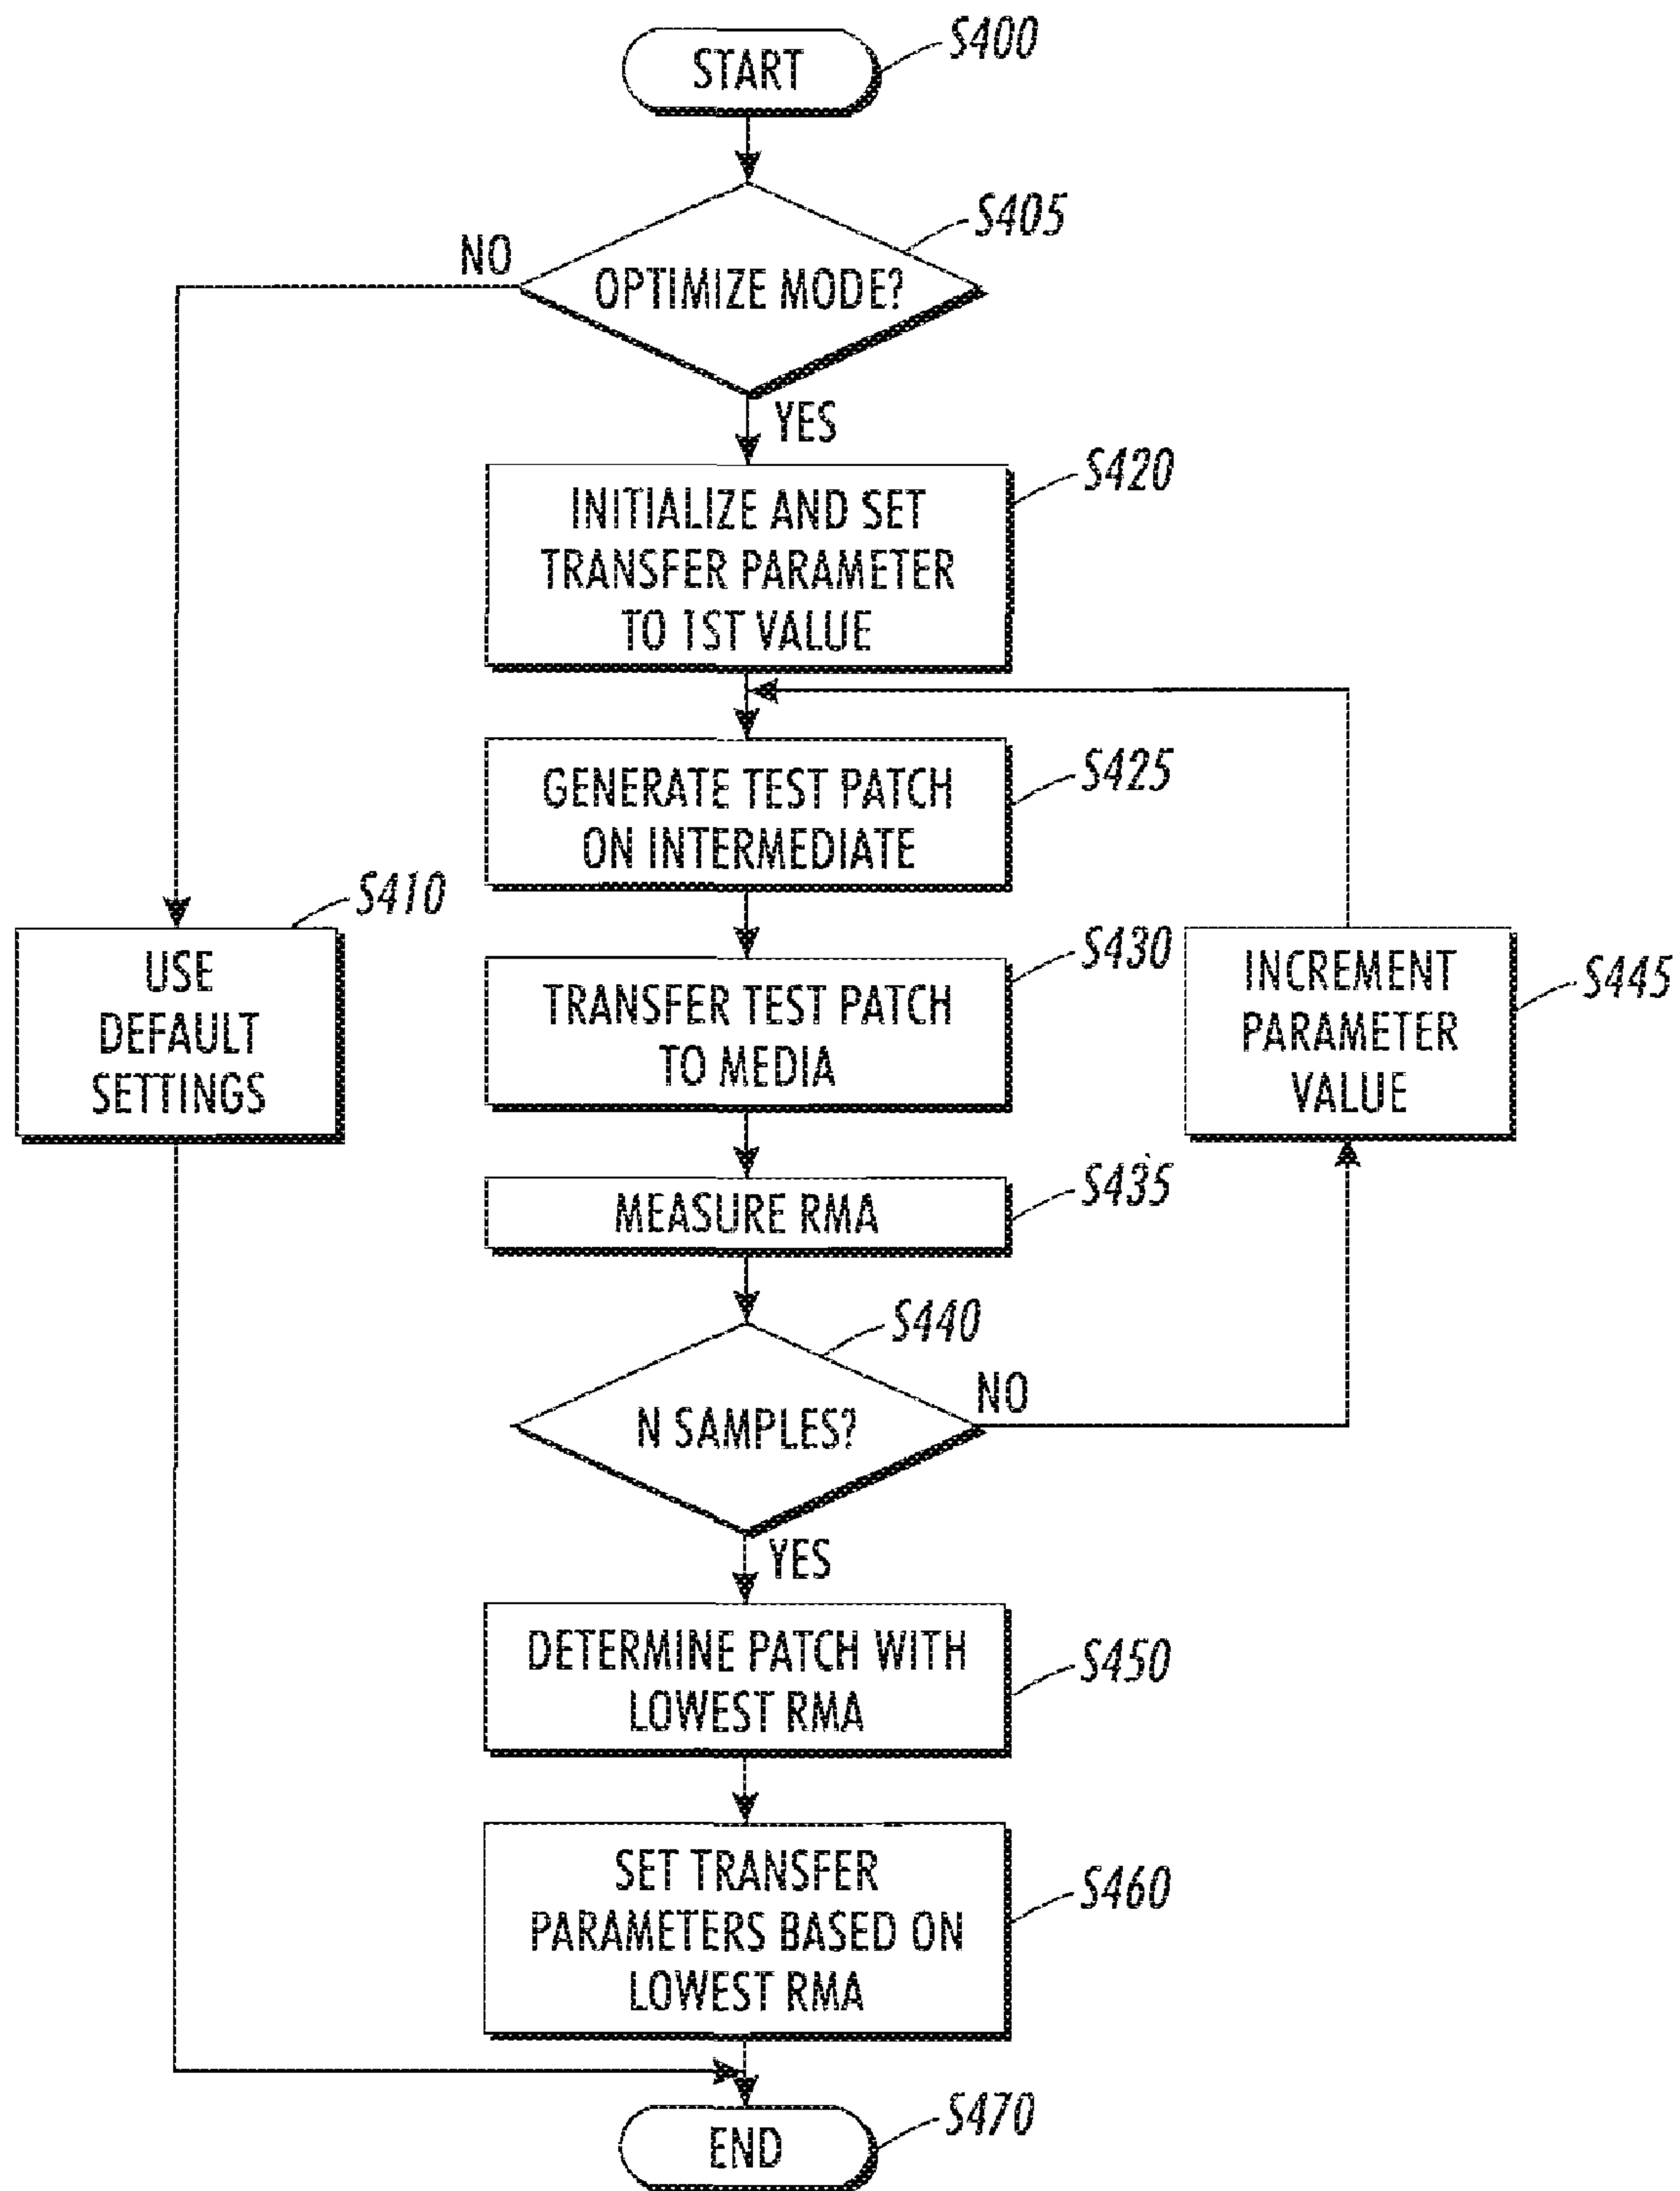 START
S400
S405
NO
OPTIMIZE MODE?
YES
S420
INITIALIZE AND SET
TRANSFER PARAMETER
TO 1ST VALUE
S425
GENERATE TEST PATCH
ON INTERMEDIATE
S410
USE
DEFAULT
SETTINGS
S430
TRANSFER TEST PATCH
TO MEDIA
S445
INCREMENT
PARAMETER
VALUE
S435
MEASURE RMA
S440
NO
N SAMPLES?
YES
DETERMINE PATCH WITH
LOWEST RMA
S450
SET TRANSFER
PARAMETERS BASED ON
LOWEST RMA
S460
S470
END